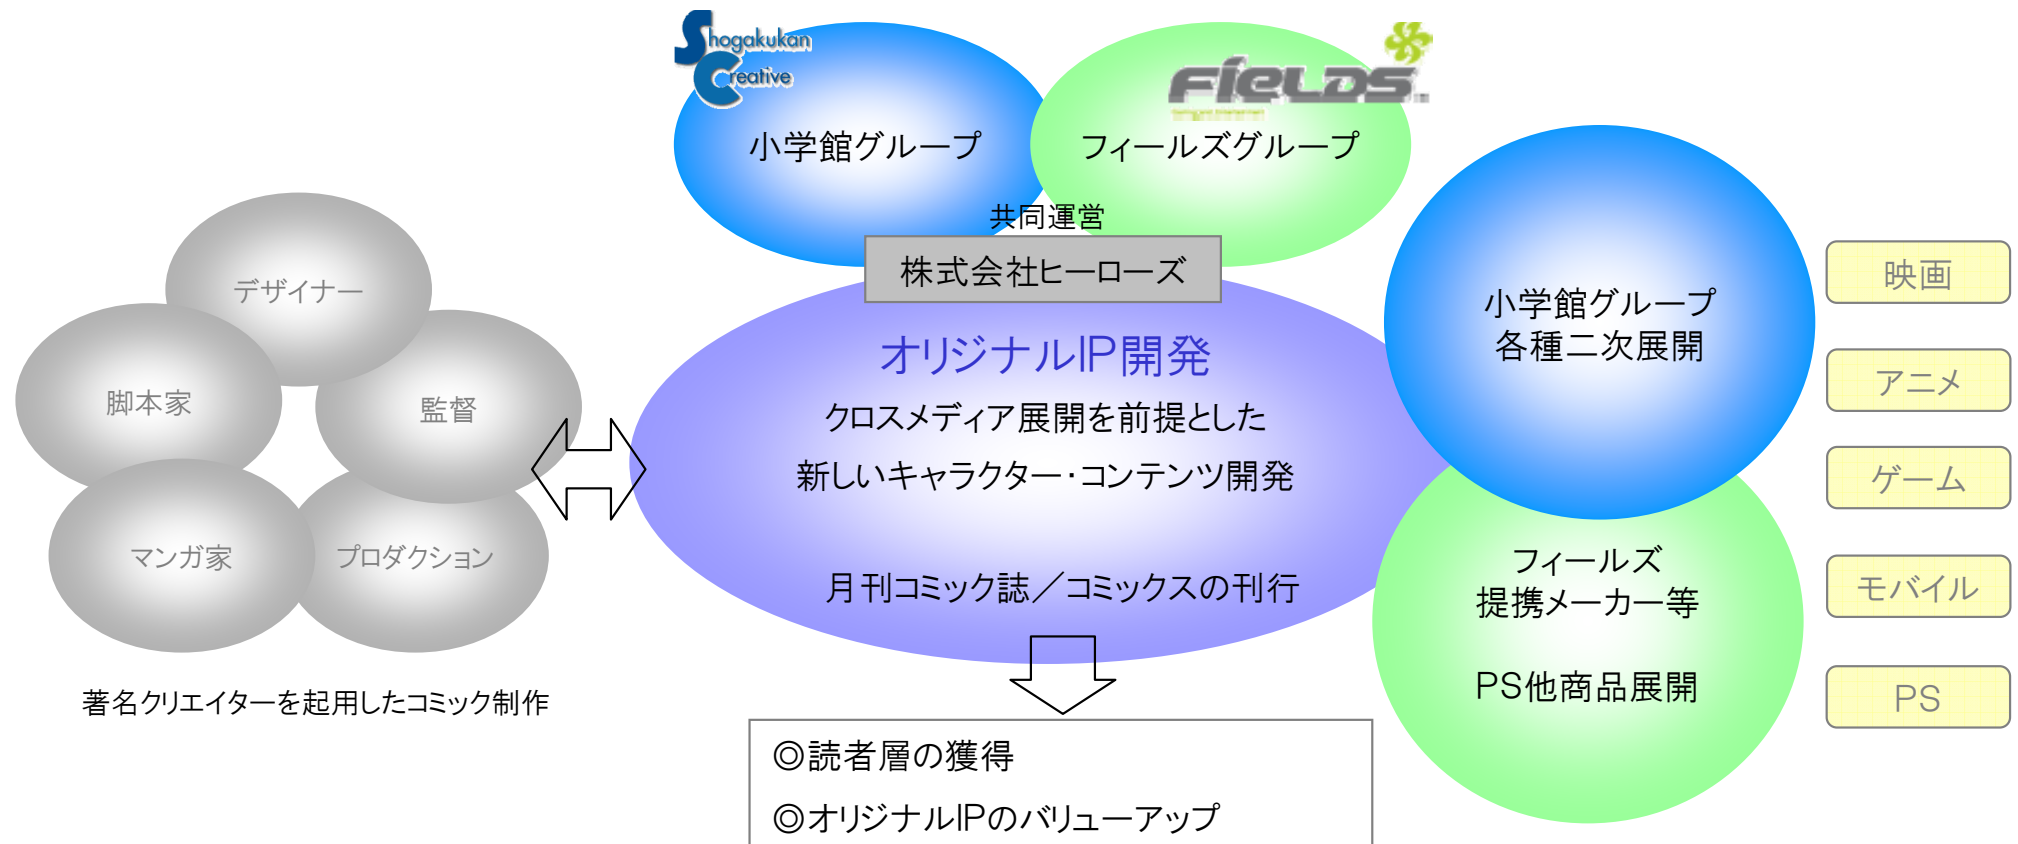 Shogakukan
Creative
FIELDS
小学館グループ
フィールズグループ
共同運営
株式会社ヒーローズ
デザイナー
脚本家
監督
マンガ家
プロダクション
著名クリエイターを起用したコミック制作
オリジナルIP開発
クロスメディア展開を前提とした
新しいキャラクター・コンテンツ開発
月刊コミック誌／コミックスの刊行
◎読者層の獲得
◎オリジナルIPのバリューアップ
小学館グループ
各種二次展開
フィールズ
提携メーカー等
PS他商品展開
映画
アニメ
ゲーム
モバイル
PS